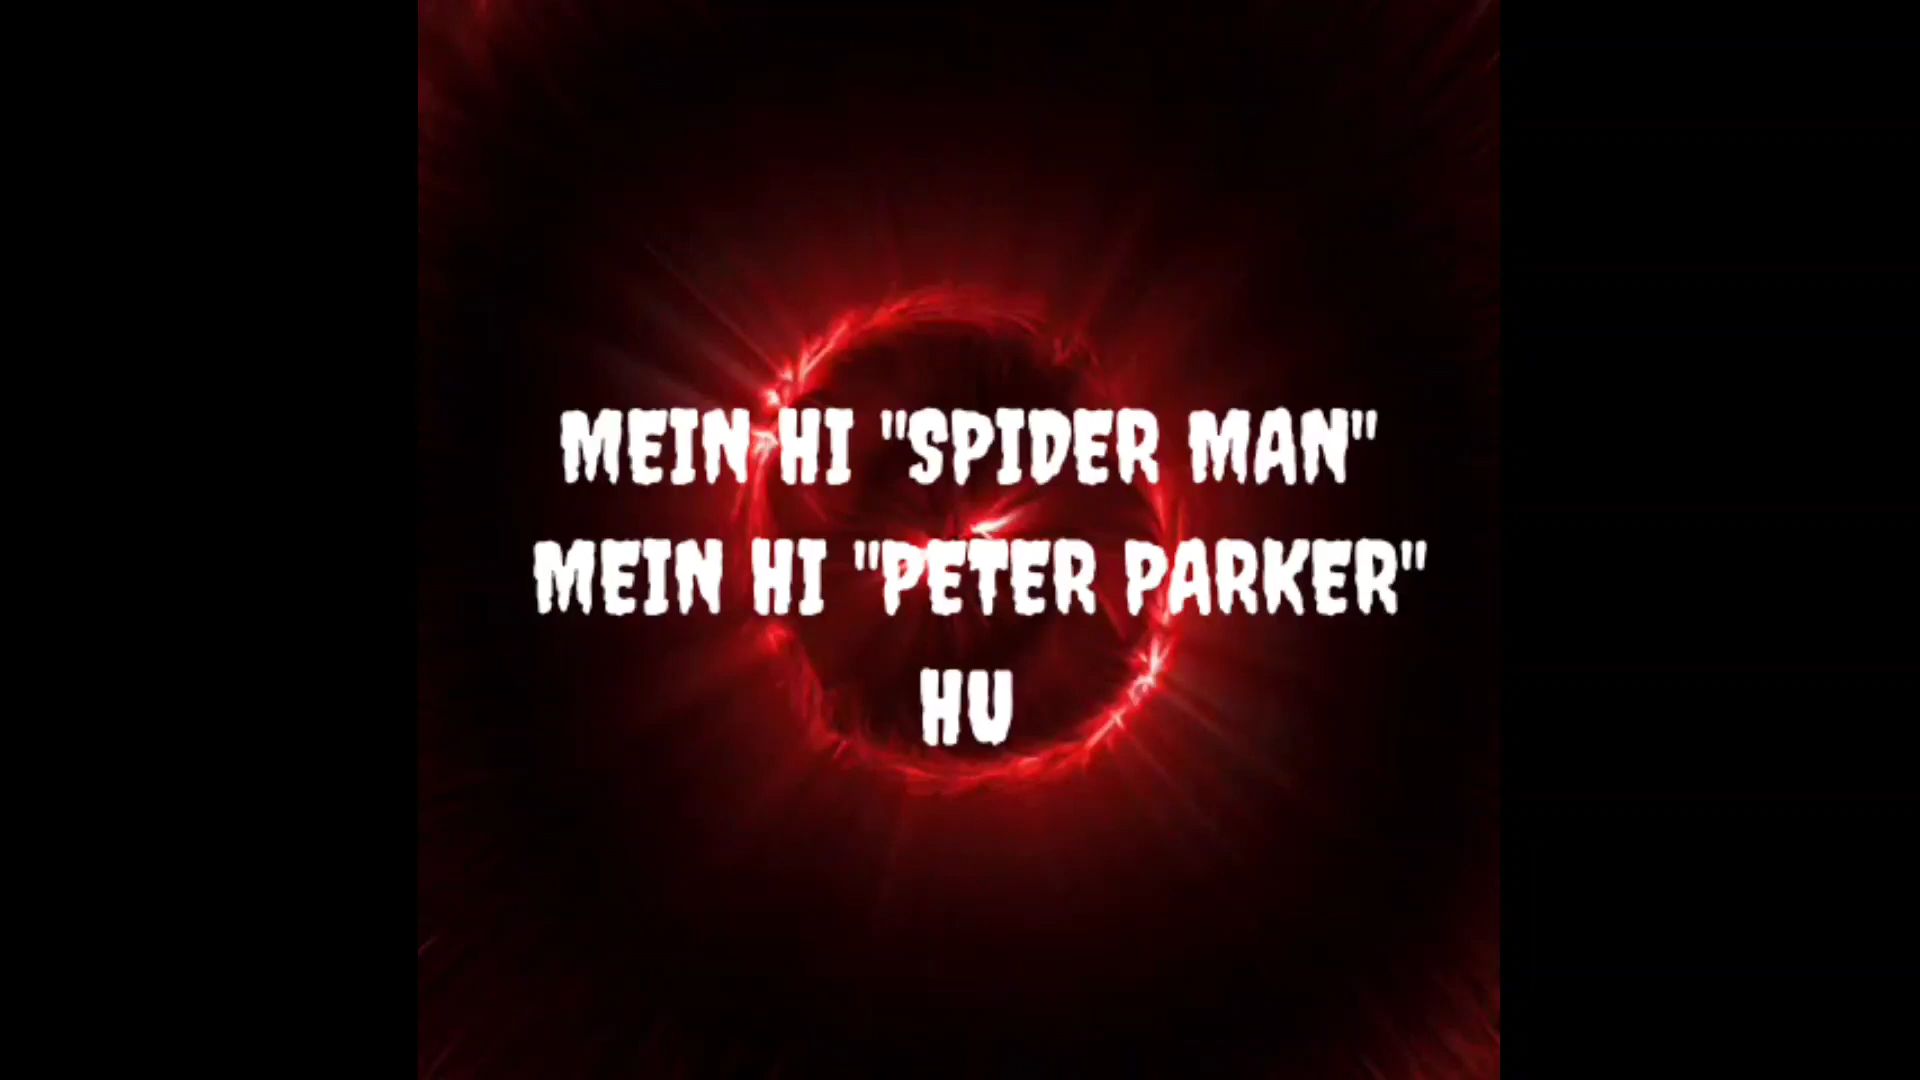 MEIN HI "SPIDER MAN"
MEIN HI "PETER PARKER"
HU